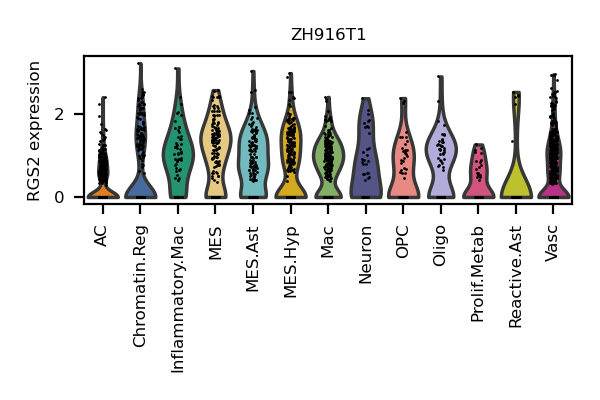 ZH916T1
RGS2 expression
2
0
AC
Chromatin.Reg
Inflammatory.Mac
MES
MES.Ast
MES.Hyp
Mac
Neuron
OPC
Oligo
Prolif.Metab
Reactive.Ast
Vasc